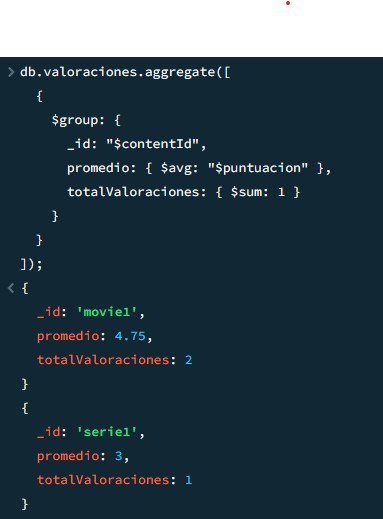 > db.valoraciones.aggregate([
{
$group: {
_id: "$contentId",
promedio: { $avg: "$puntuacion" },
totalValoraciones: { $sum: 1 }
}
}
]);
< {
_id: 'movie1',
promedio: 4.75,
totalValoraciones: 2
}
{
_id: 'serie1',
promedio: 3,
totalValoraciones: 1
}